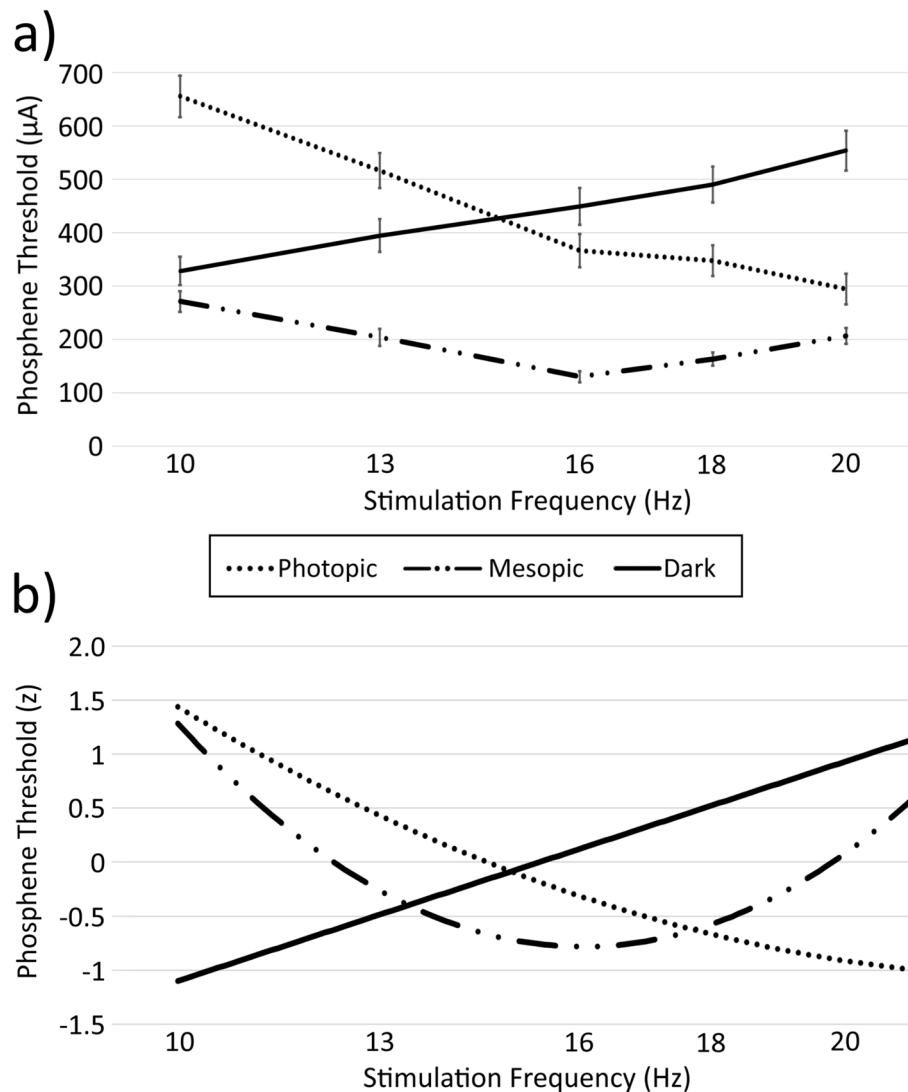 a)
Phosphene Threshold (µA)
700
600
500
400
300
200
100
0
10 13 16 18 20
Stimulation Frequency (Hz)
Photopic Mesopic Dark
b)
Phosphene Threshold (z)
2.0
1.5
1
0.5
0
-0.5
-1
-1.5
10 13 16 18 20
Stimulation Frequency (Hz)